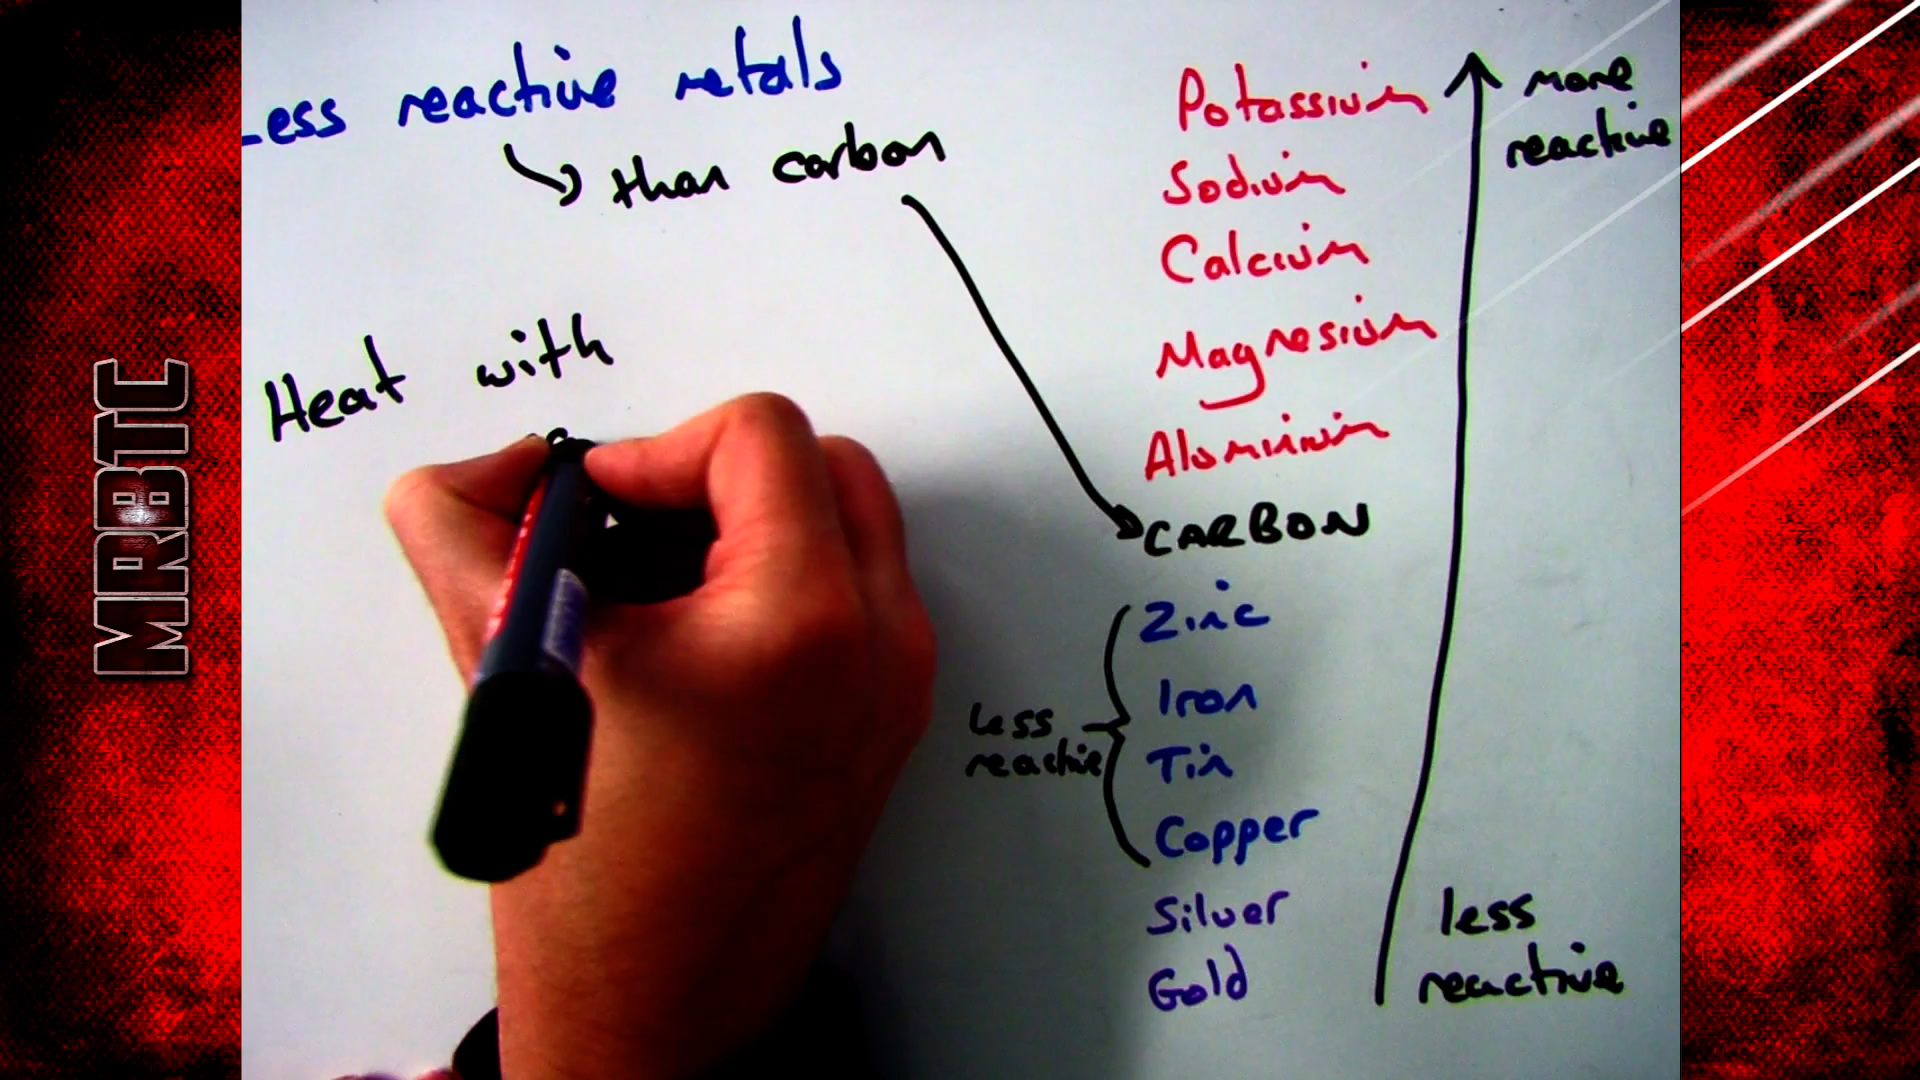 Less reactive metals
than carbon
Heat with
Potassium
Sodium
Calcium
Magnesium
Aluminium
CARBON
Zinc
Iron
Tin
Copper
Silver
Gold
more
reactive
less
reactive
less
reactive
MRBTC